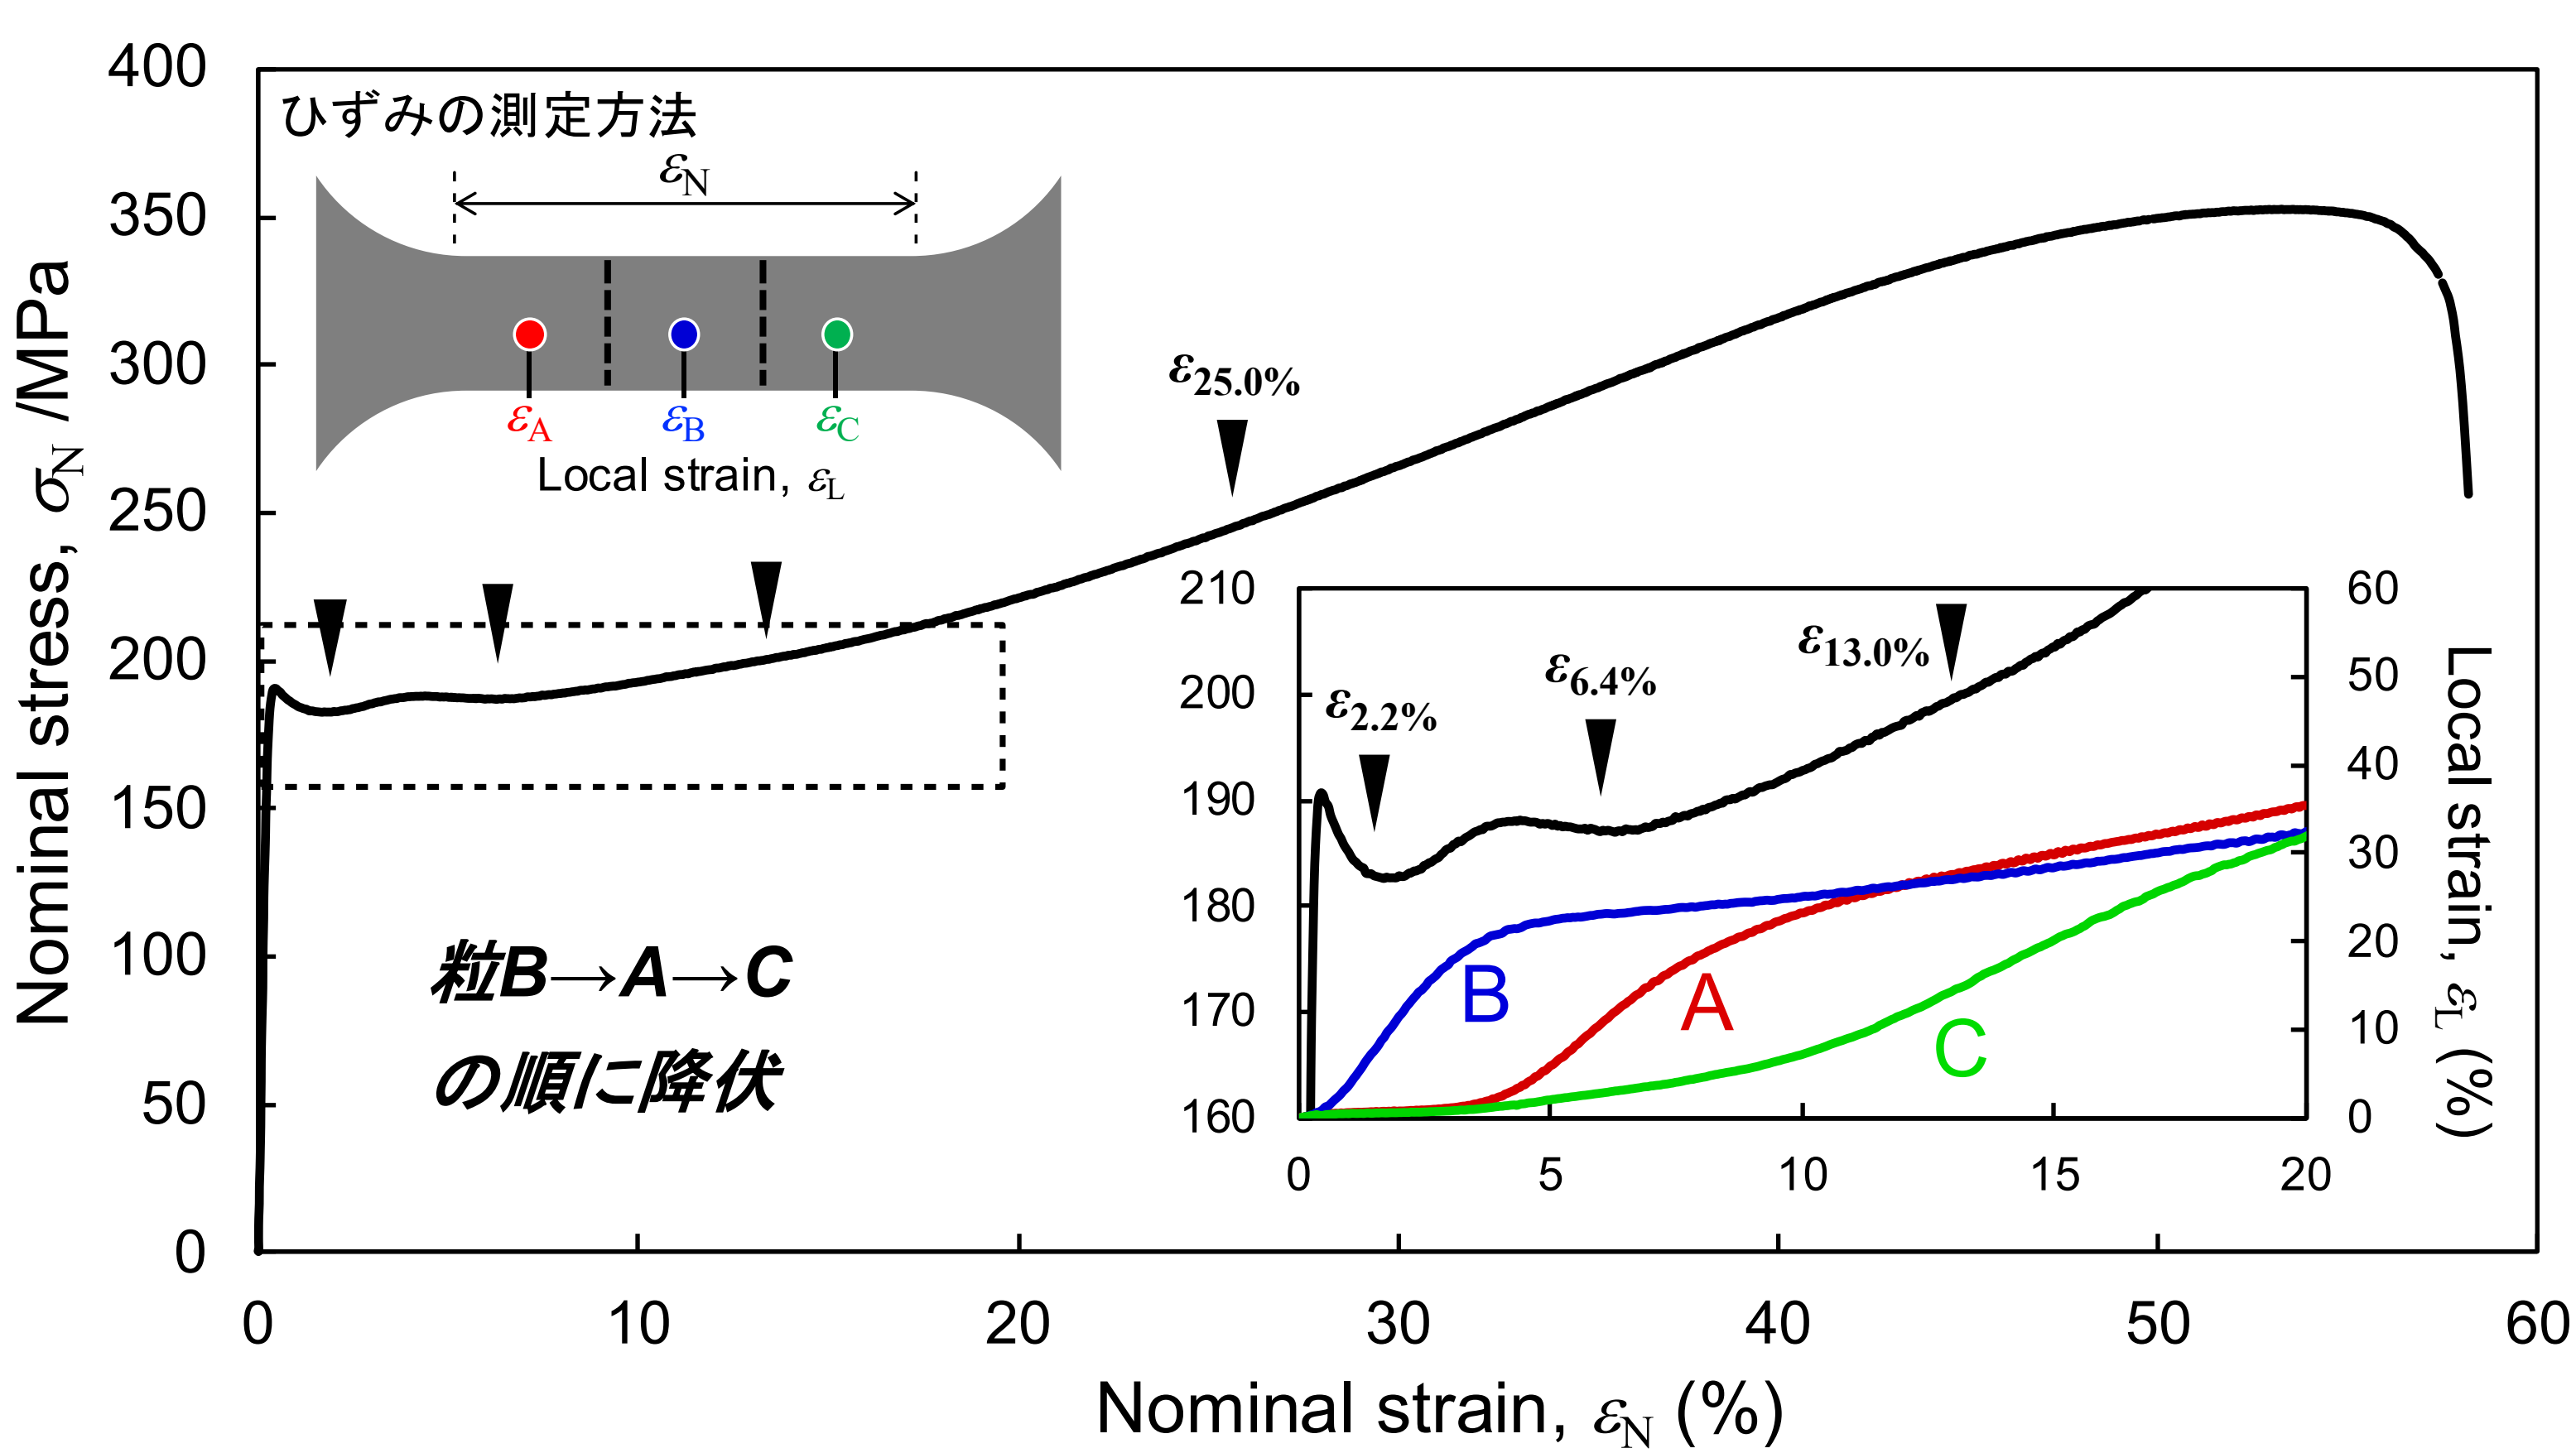 400
350
300
250
200
150
100
50
0
Nominal stress, σN /MPa
ひずみの測定方法
εN
εA
εB
εC
Local strain, εL
ε25.0%
粒B→A→C
の順に降伏
210
200
190
180
170
160
ε2.2%
ε6.4%
ε13.0%
B
A
C
60
50
40
30
20
10
0
Local strain, εL (%)
0 5 10 15 20
0 10 20 30 40 50 60
Nominal strain, εN (%)